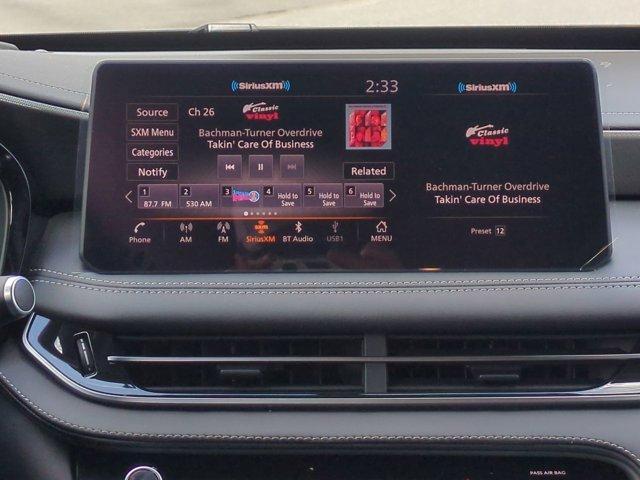 SiriusXM
2:33
SiriusXM
Source
Ch 26
Classic
vinyl
SXM Menu
Bachman-Turner Overdrive
Takin' Care Of Business
Categories
Notify
Related
1
87.7 FM
2
530 AM
3
4
Hold to
Save
5
Hold to
Save
6
Hold to
Save
Phone
AM
FM
SXM
SiriusXM
BT Audio
USB1
MENU
Classic
vinyl
Bachman-Turner Overdrive
Takin' Care Of Business
Preset 12
PASS AIR BAG